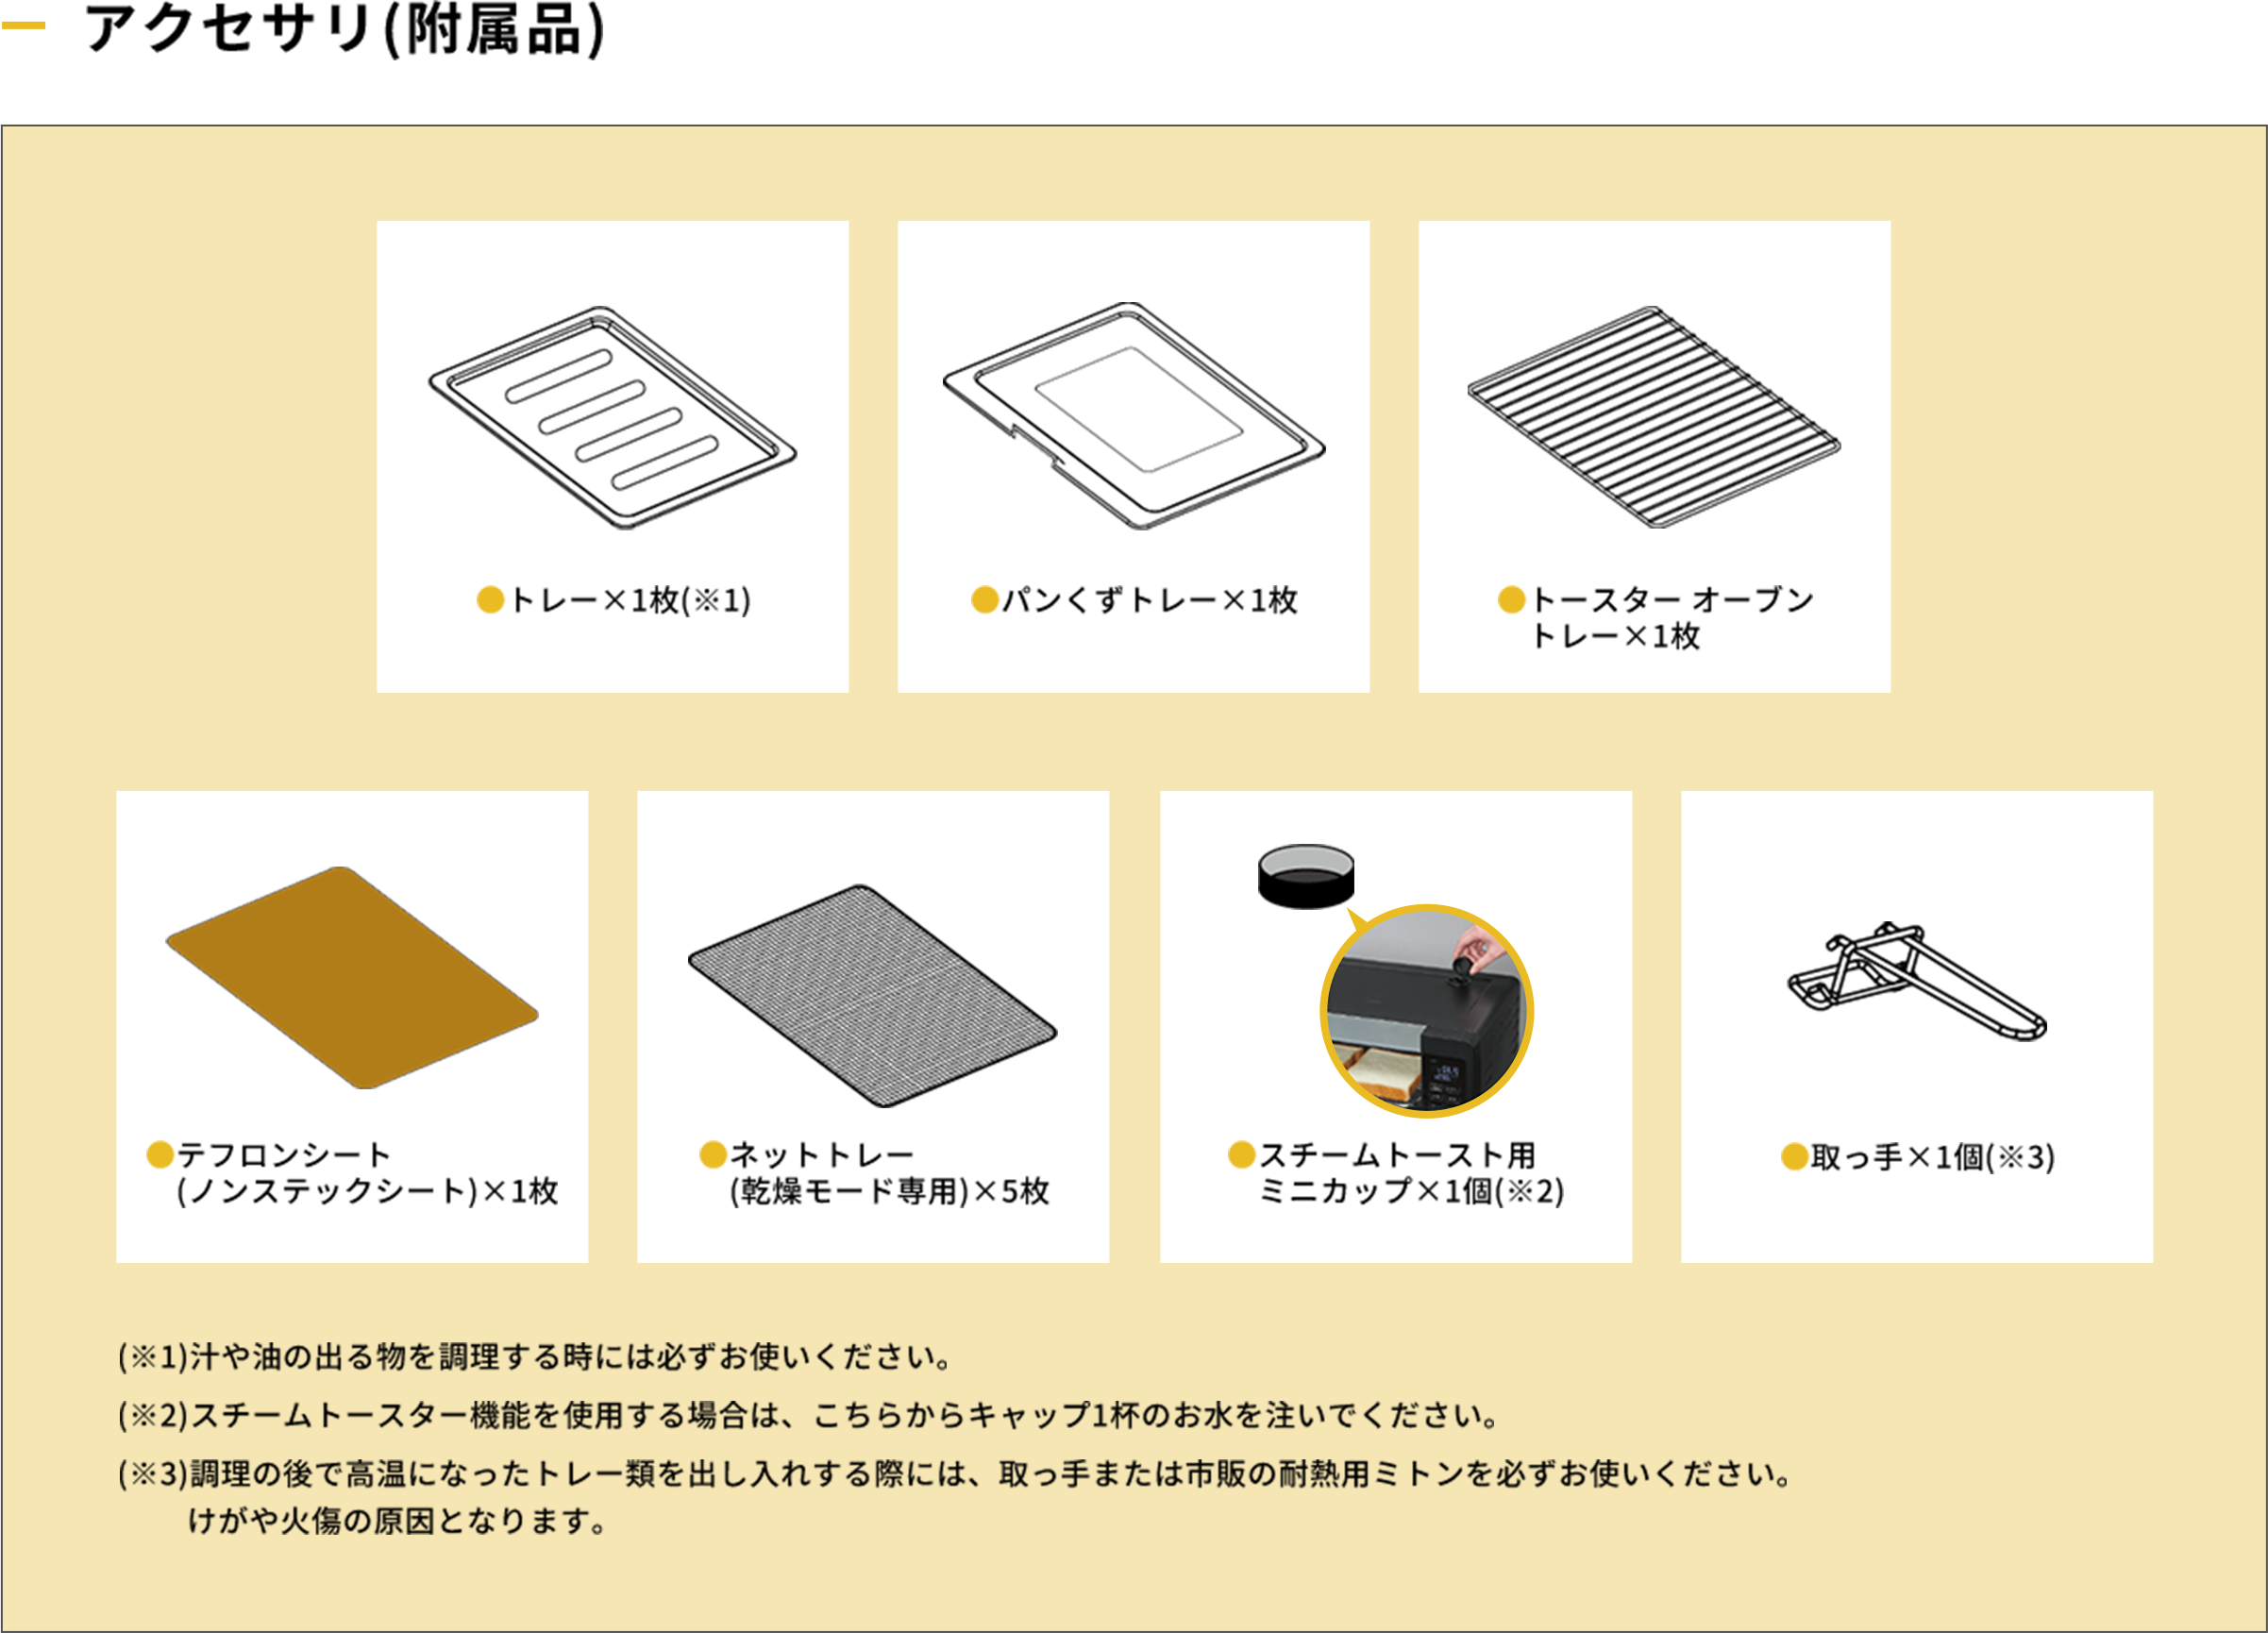 アクセサリ(附属品)
●トレー×1枚(※1)
●パンくずトレー×1枚
●トースター オーブン
トレー×1枚
●テフロンシート
(ノンステックシート)×1枚
●ネットトレー
(乾燥モード専用)×5枚
●スチームトースト用
ミニカップ×1個(※2)
●取っ手×1個(※3)
(※1)汁や油の出る物を調理する時には必ずお使いください。
(※2)スチームトースター機能を使用する場合は、こちらからキャップ1杯のお水を注いでください。
(※3)調理の後で高温になったトレー類を出し入れする際には、取っ手または市販の耐熱用ミトンを必ずお使いください。
けがや火傷の原因となります。